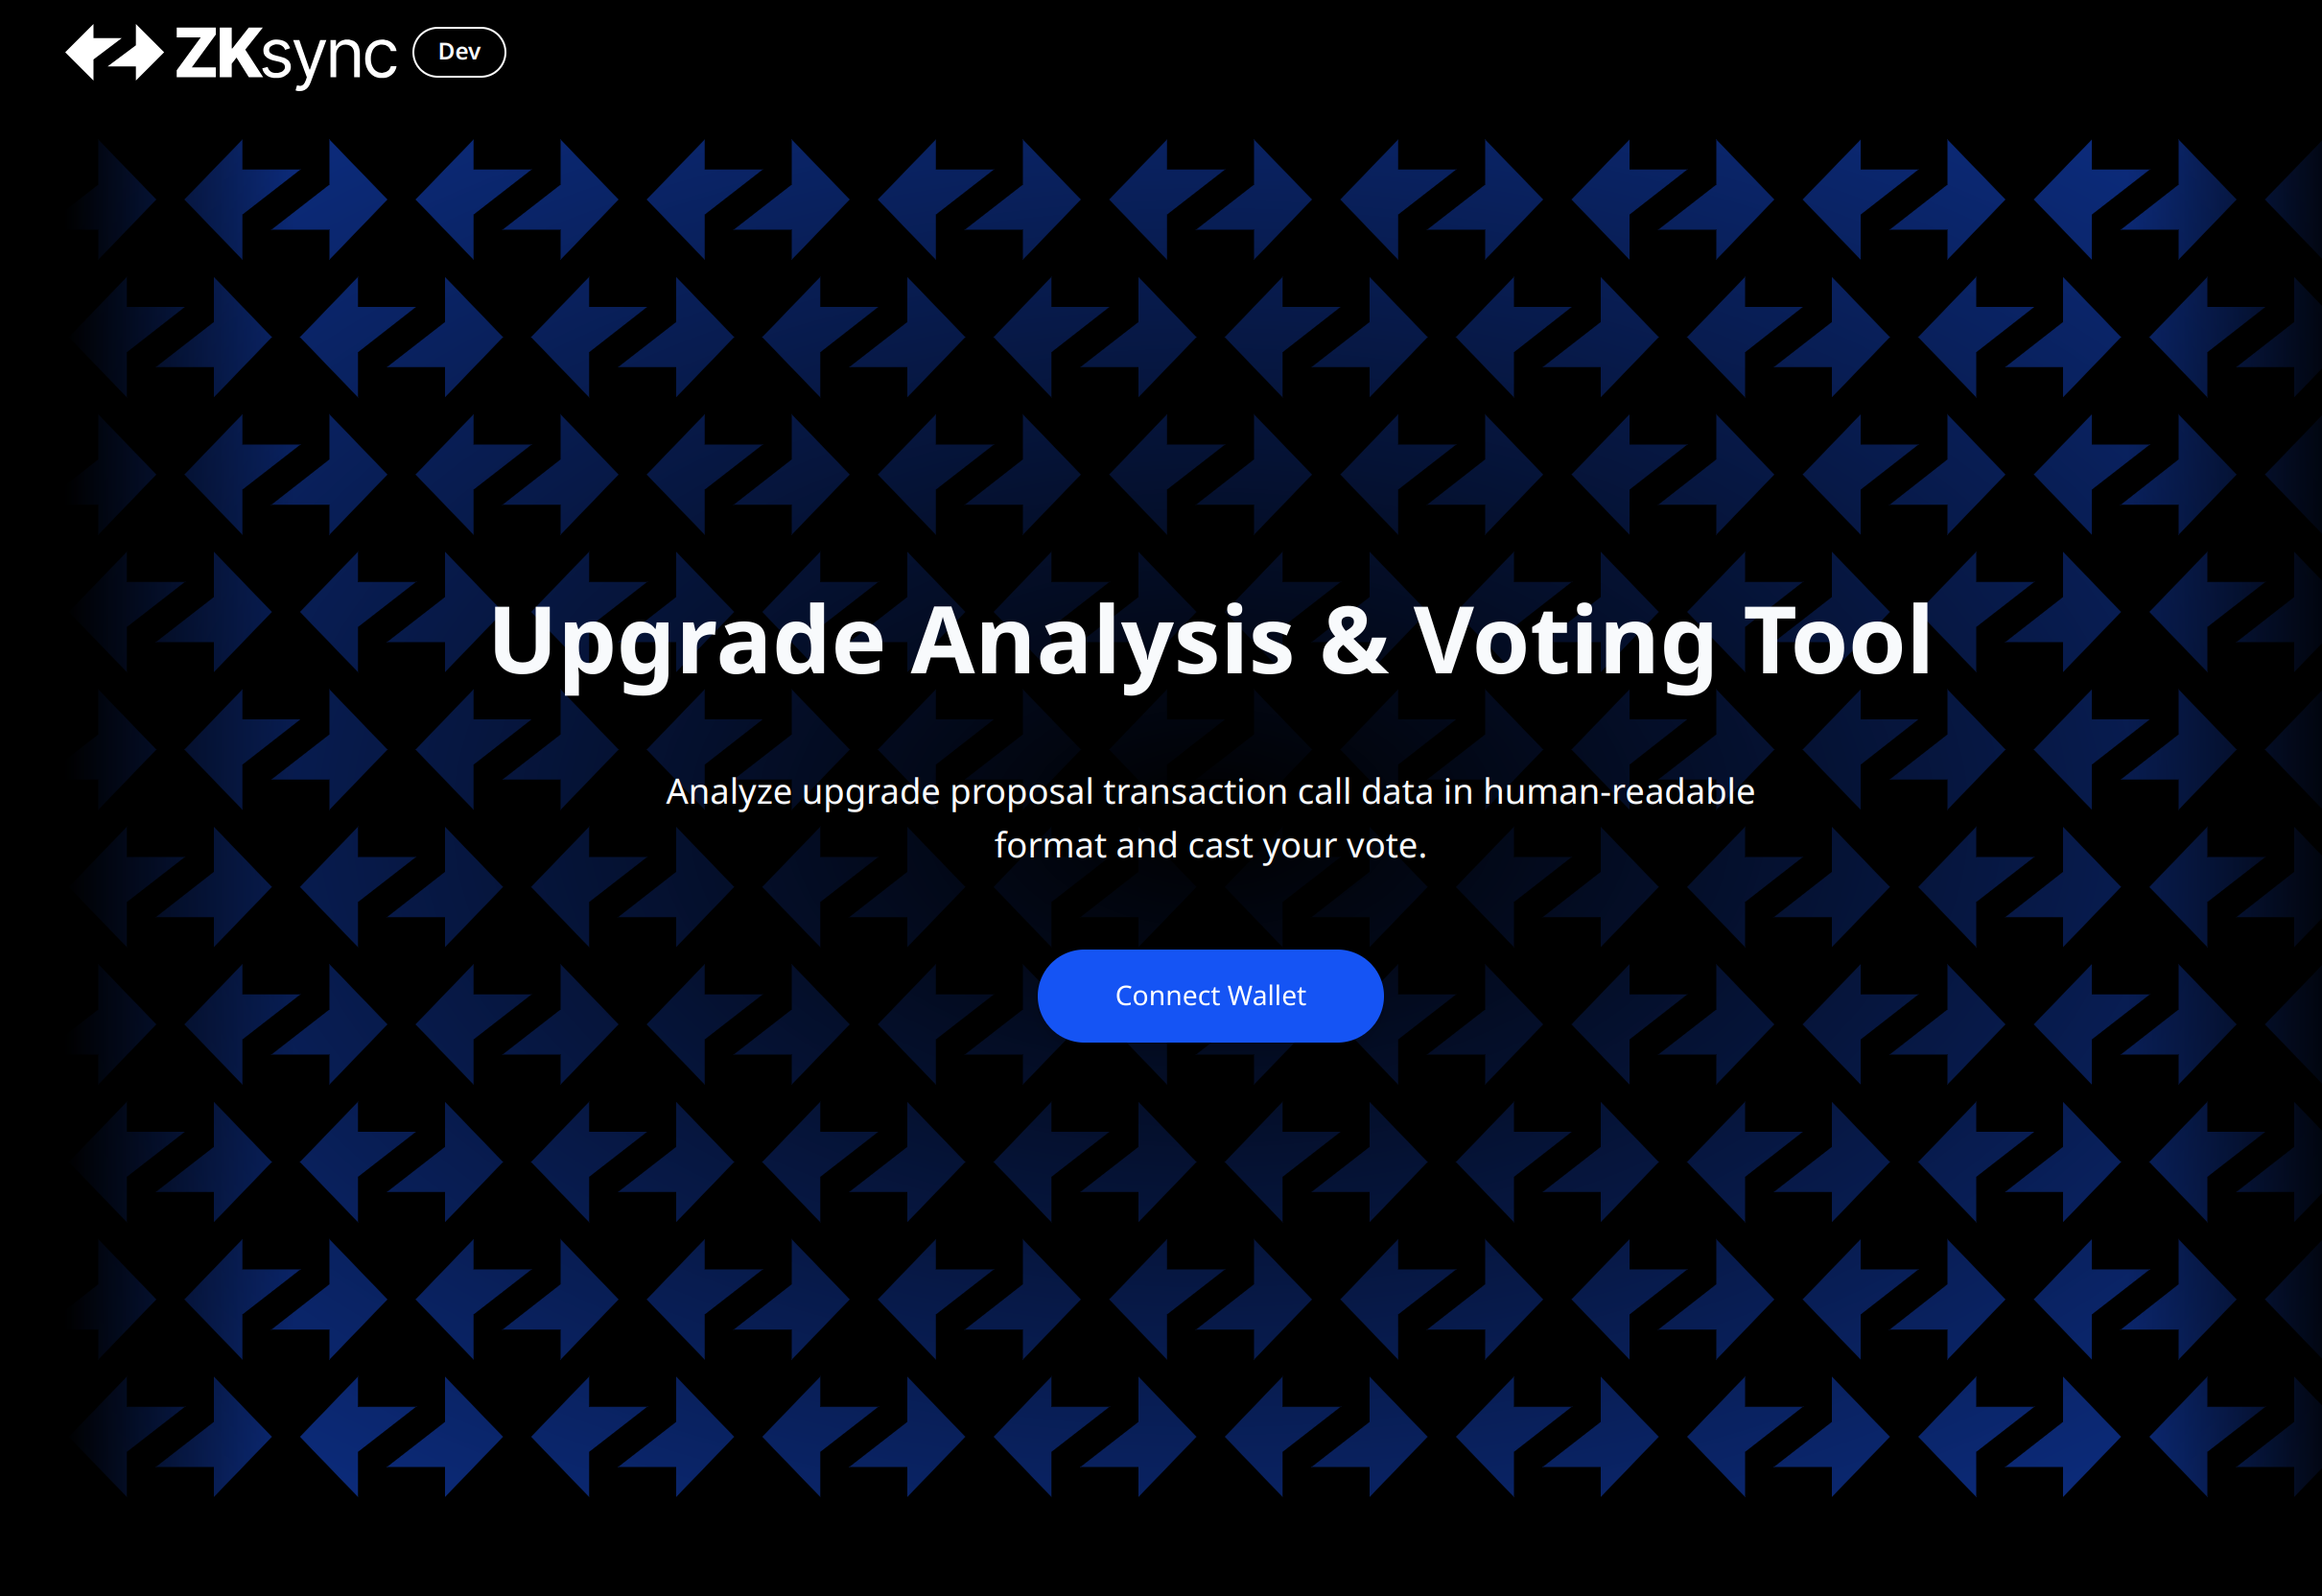 ZKsync Dev
Upgrade Analysis & Voting Tool
Analyze upgrade proposal transaction call data in human-readable
format and cast your vote.
Connect Wallet